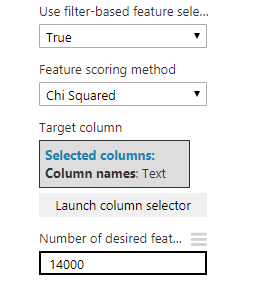 Use filter-based feature sele...
True
Feature scoring method
Chi Squared
Target column
Selected columns:
Column names: Text
Launch column selector
Number of desired feat...
14000